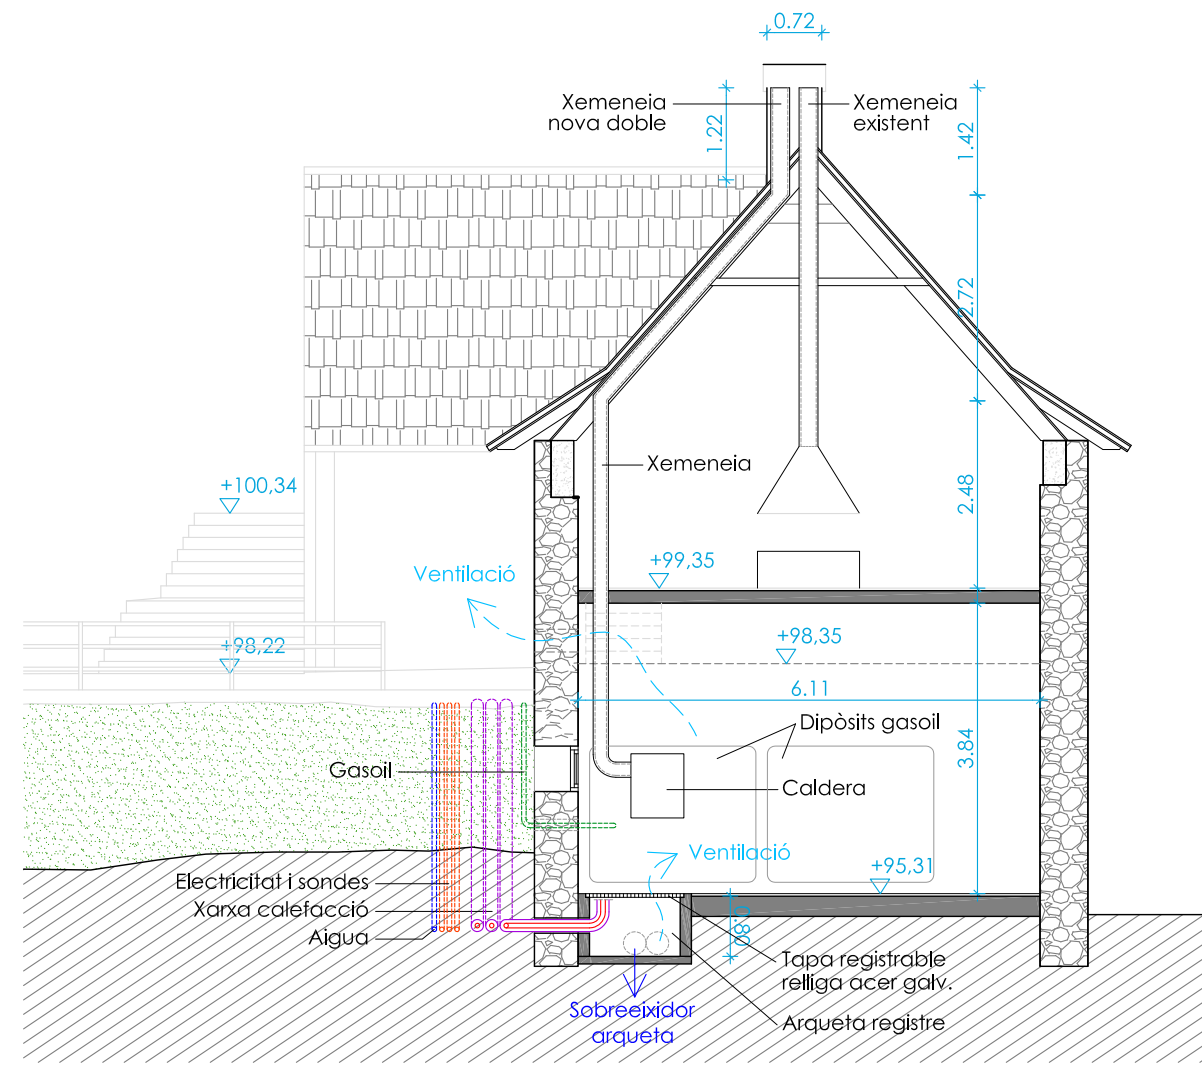 0.72
Xemeneia
nova doble
Xemeneia
existent
1.22
1.42
2.72
Xemeneia
2.48
+100,34
+99,35
Ventilació
+98,22
+98,35
6.11
Dipòsits gasoil
3.84
Gasoil
Caldera
Ventilació
+95,31
Electricitat i sondes
Xarxa calefacció
Aigua
0.80
Tapa registrable
relliga acer galv.
Sobreeixidor
arqueta
Arqueta registre